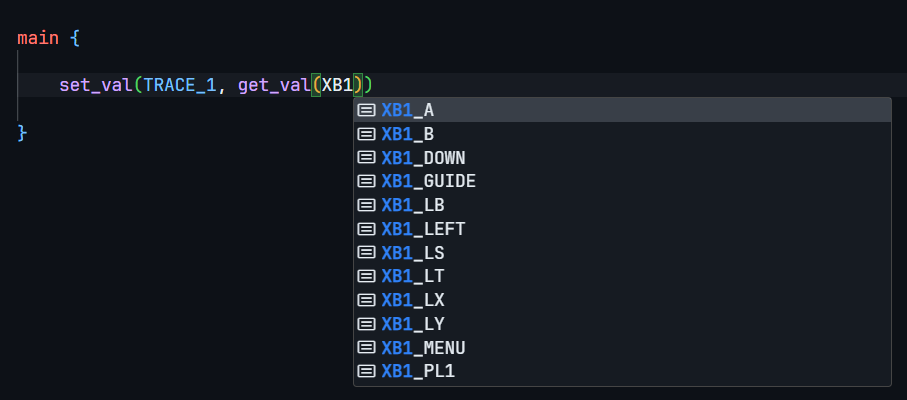 main {
set_val(TRACE_1, get_val(XB1))
XB1_A
XB1_B
XB1_DOWN
XB1_GUIDE
XB1_LB
XB1_LEFT
XB1_LS
XB1_LT
XB1_LX
XB1_LY
XB1_MENU
XB1_PL1
}